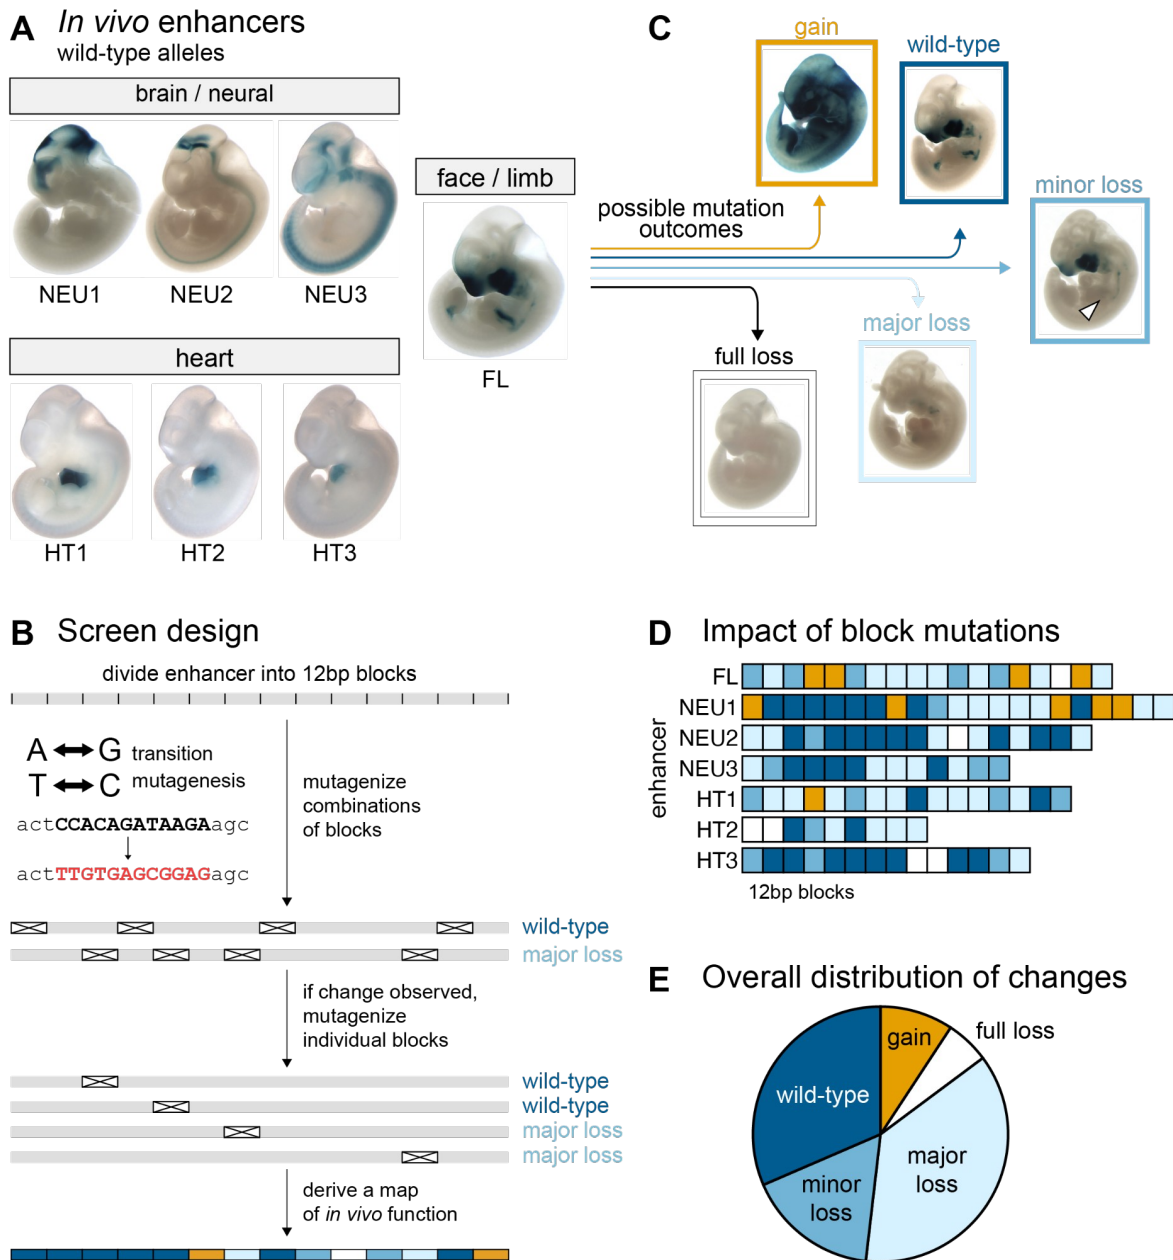 A In vivo enhancers
wild-type alleles
brain / neural
NEU1 NEU2 NEU3
face / limb
FL
heart
HT1 HT2 HT3
B Screen design
divide enhancer into 12bp blocks
A G transition
T C mutagenesis
actCCACAGATAAGAagc
actTTGTGAGCGGAGagc
mutagenize
combinations
of blocks
wild-type
major loss
if change observed,
mutagenize
individual blocks
wild-type
wild-type
major loss
major loss
derive a map
of in vivo function
C
gain
wild-type
minor loss
possible mutation
outcomes
major loss
full loss
D Impact of block mutations
enhancer
FL
NEU1
NEU2
NEU3
HT1
HT2
HT3
12bp blocks
E Overall distribution of changes
gain
full loss
wild-type
major
loss
minor
loss